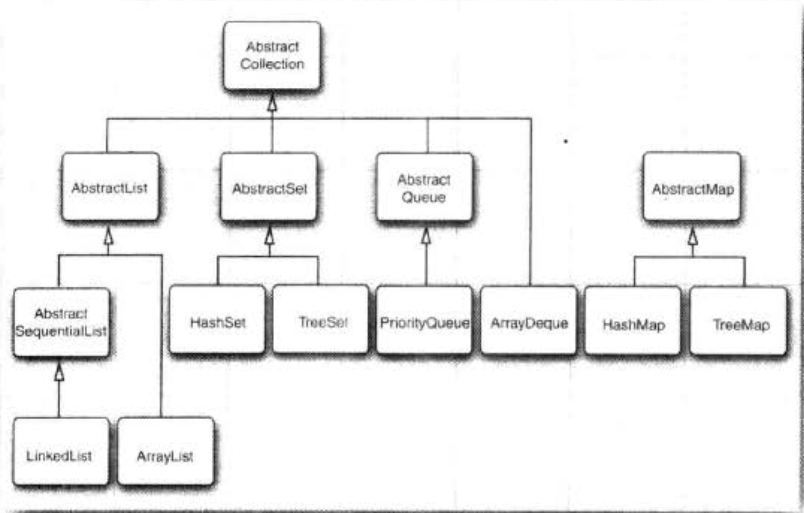 Abstract
Collection
AbstractList
AbstractSet
Abstract
Queue
AbstractMap
Abstract
SequentialList
HashSet
TreeSet
PriorityQueue
ArrayDeque
HashMap
TreeMap
LinkedList
ArrayList